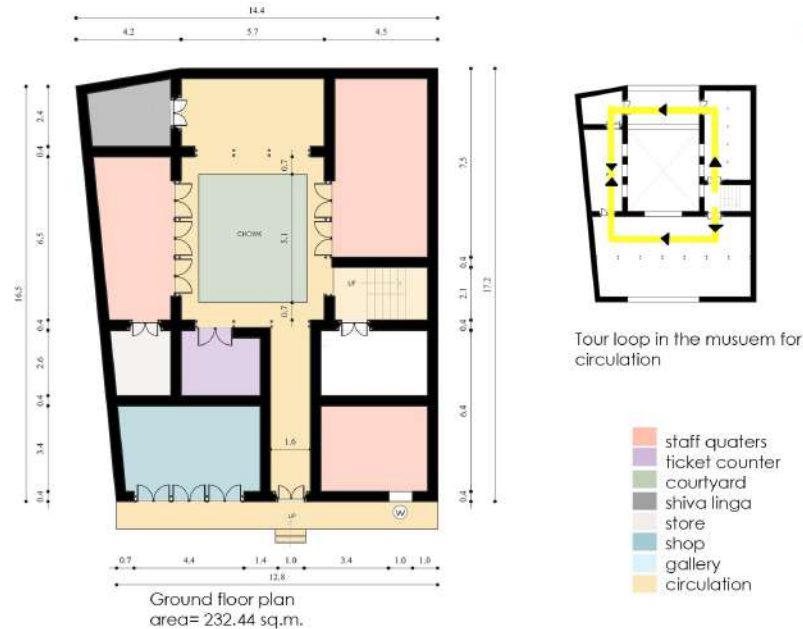 14.4
4.2 5.7 4.5
2.4
0.4
6.5
16.5
0.4
2.6
0.4
3.4
0.4
0.7
CHOWK
5.1
0.7
UP
1.6
UP
W
7.5
0.4
2.1
0.4
17.2
6.4
0.4
0.7 4.4 1.4 1.0 3.4 1.0 1.0
12.8
Ground floor plan
area= 232.44 sq.m.
Tour loop in the musuem for
circulation
staff quaters
ticket counter
courtyard
shiva linga
store
shop
gallery
circulation